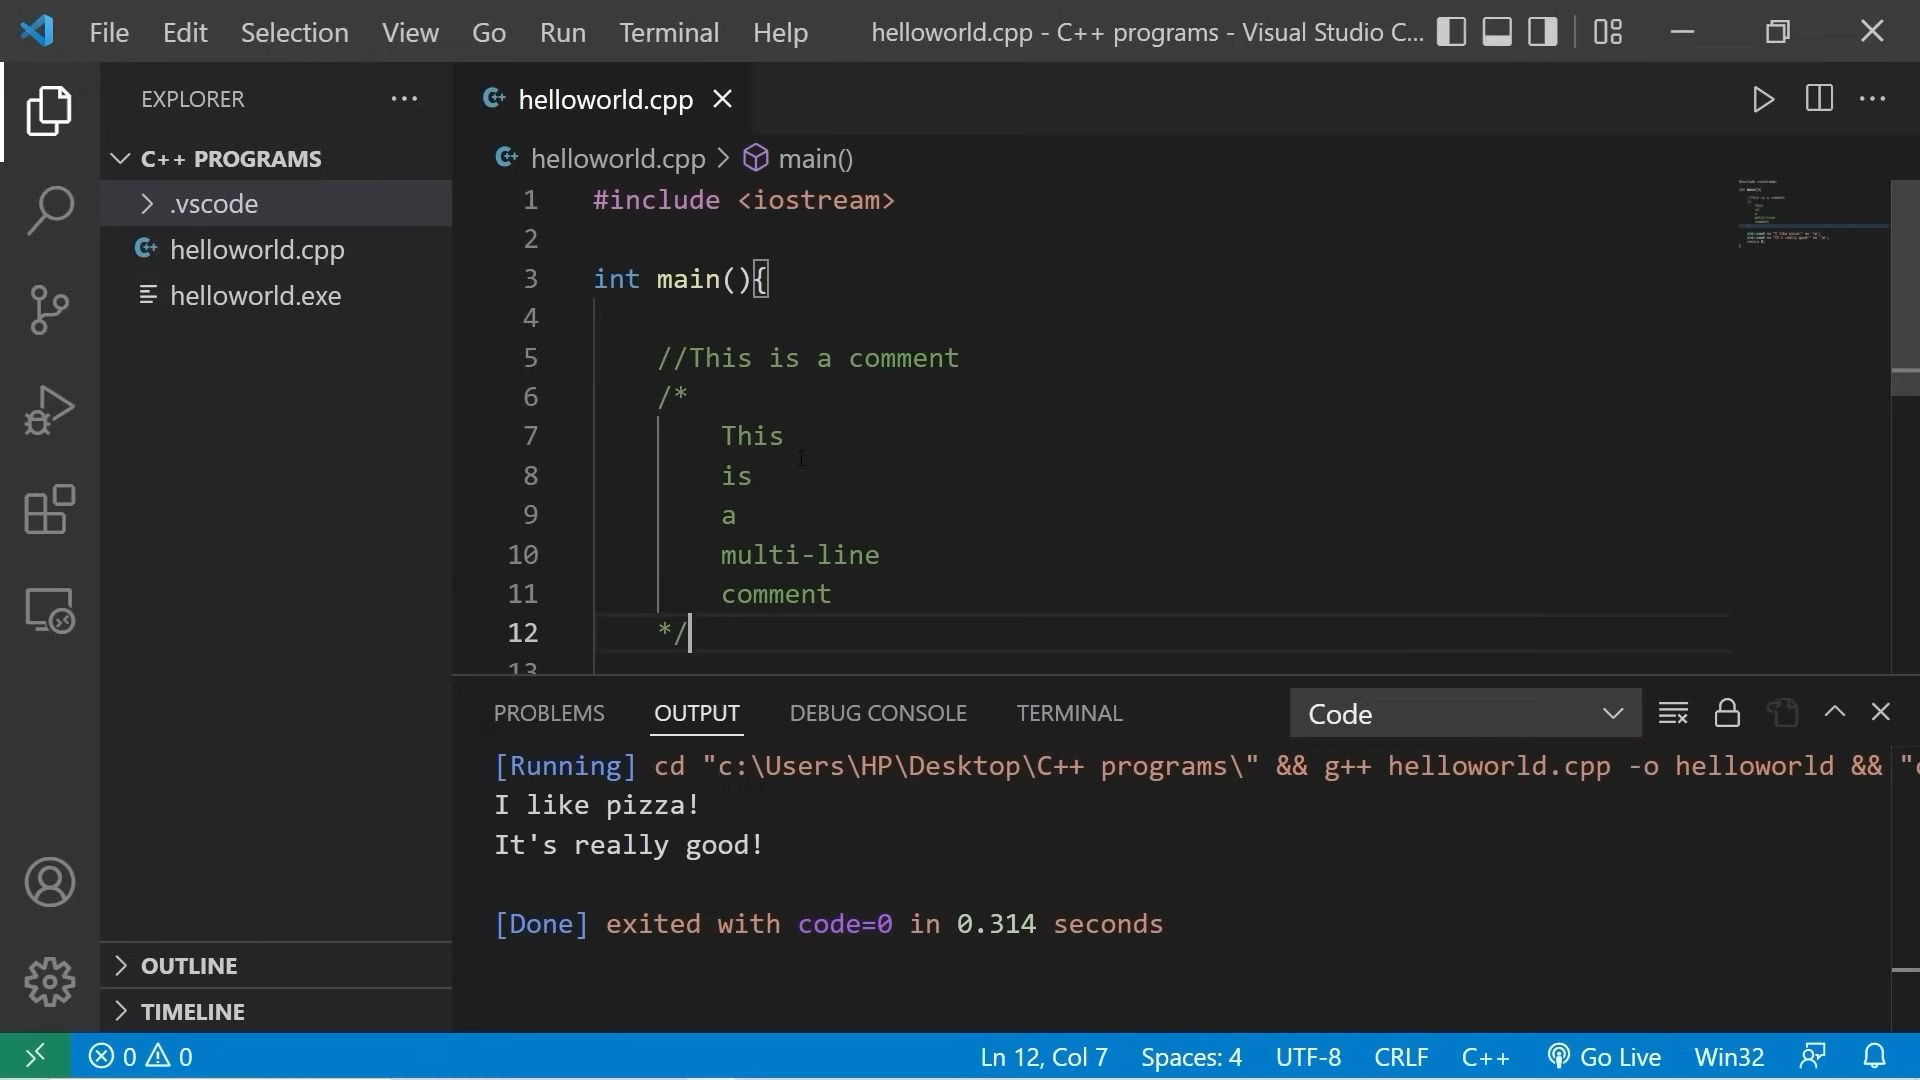 File Edit Selection View Go Run Terminal Help helloworld.cpp - C++ programs - Visual Studio C...
EXPLORER
C++ PROGRAMS
.vscode
helloworld.cpp
helloworld.exe
OUTLINE
TIMELINE
helloworld.cpp
helloworld.cpp > main()
1 #include <iostream>
2
3 int main(){
4
5 //This is a comment
6 /*
7 This
8 is
9 a
10 multi-line
11 comment
12 */
13
PROBLEMS OUTPUT DEBUG CONSOLE TERMINAL Code
[Running] cd "c:\Users\HP\Desktop\C++ programs\" && g++ helloworld.cpp -o helloworld && "c
I like pizza!
It's really good!
[Done] exited with code=0 in 0.314 seconds
0 0 Ln 12, Col 7 Spaces: 4 UTF-8 CRLF C++ Go Live Win32